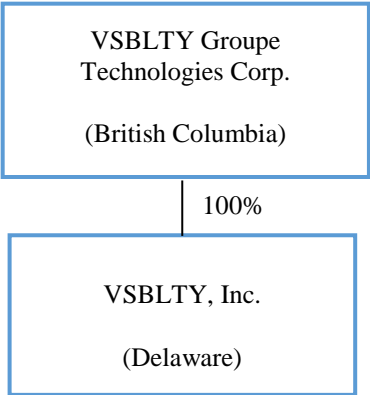 VSBLTY Groupe
Technologies Corp.
(British Columbia)
100%
VSBLTY, Inc.
(Delaware)